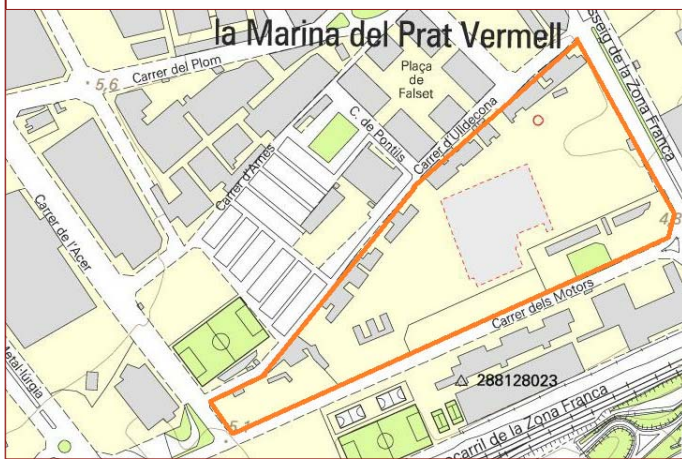 la Marina del Prat Vermell
Passeig de la Zona Franca
Carrer del Plom
5,6
Plaça
de
Falset
C. de Pontils
Carrer d'Ulldecona
Carrer d'Arnes
Carrer de l'Acer
4,8
Carrer dels Motors
288128023
Metal·lúrgia
5,1
ocarril de la Zona Franca